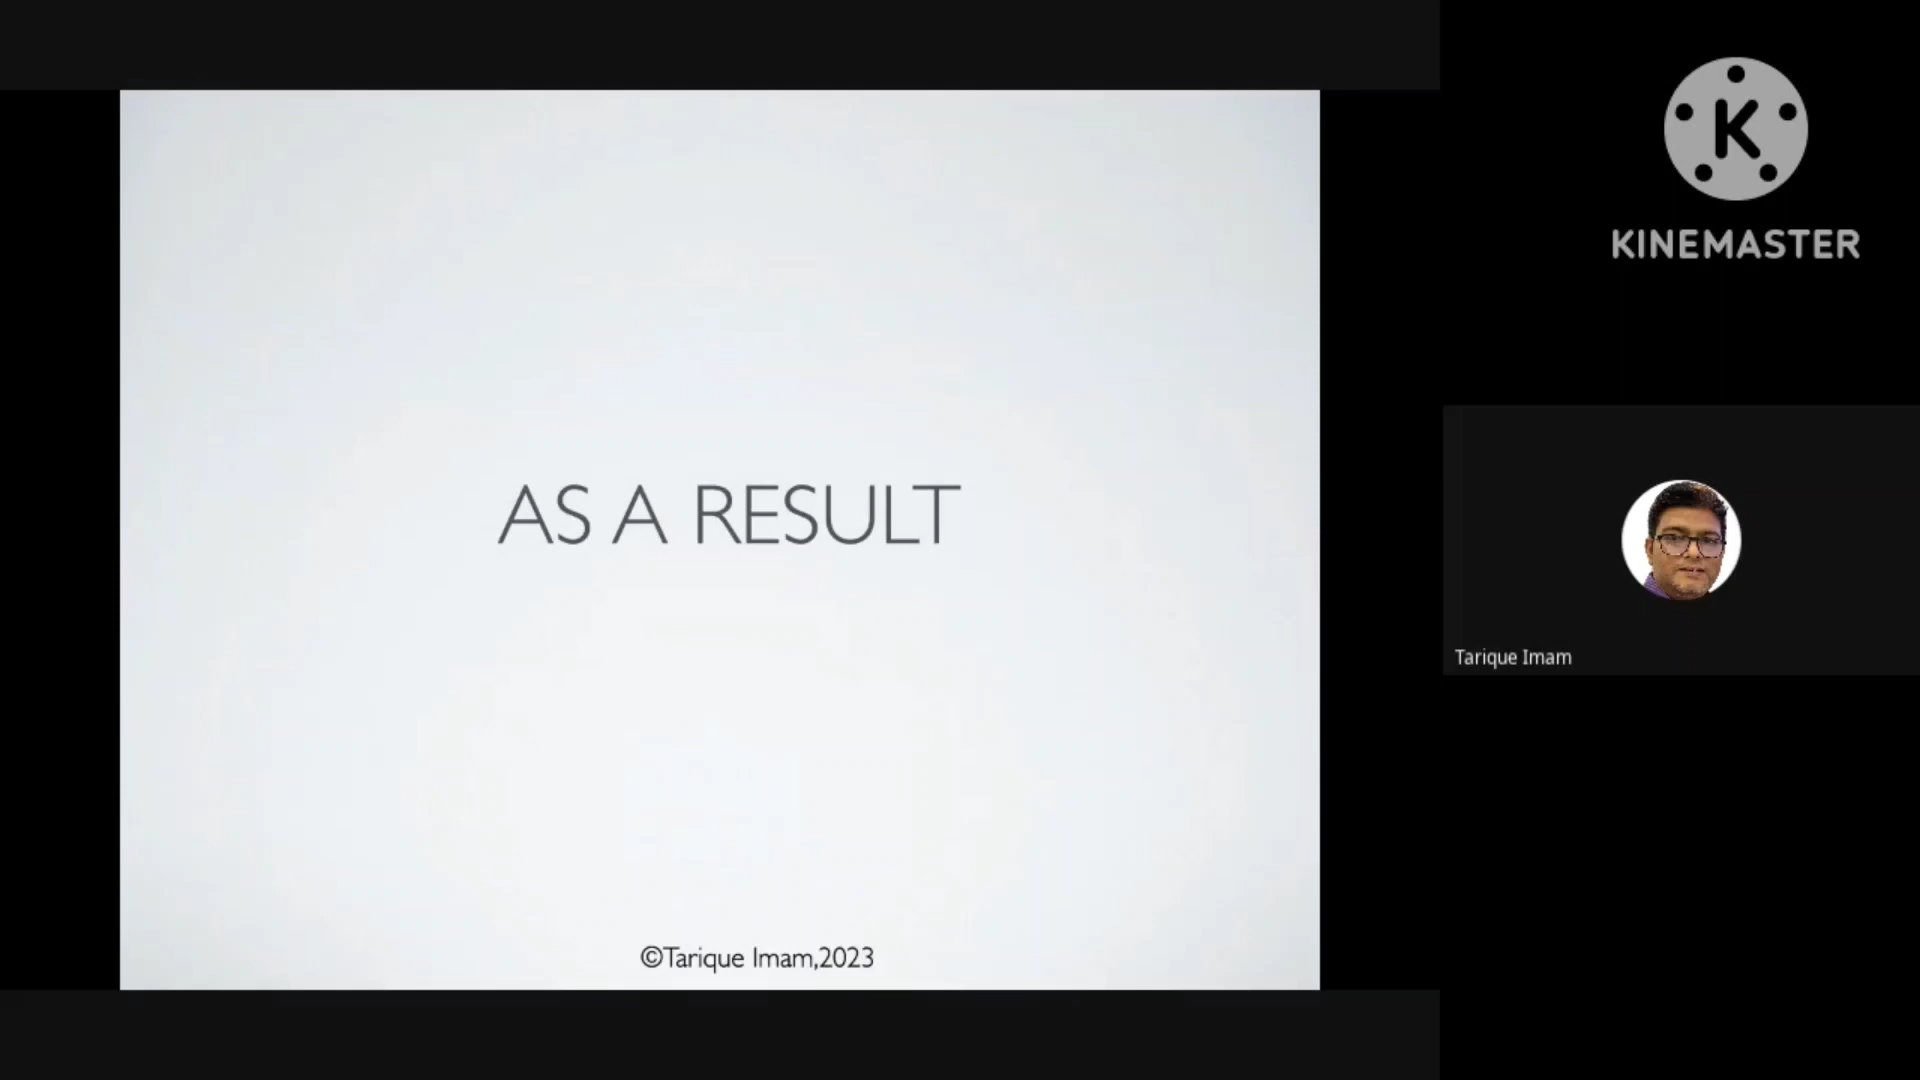 K
KINEMASTER
AS A RESULT
Tarique Imam
©Tarique Imam,2023